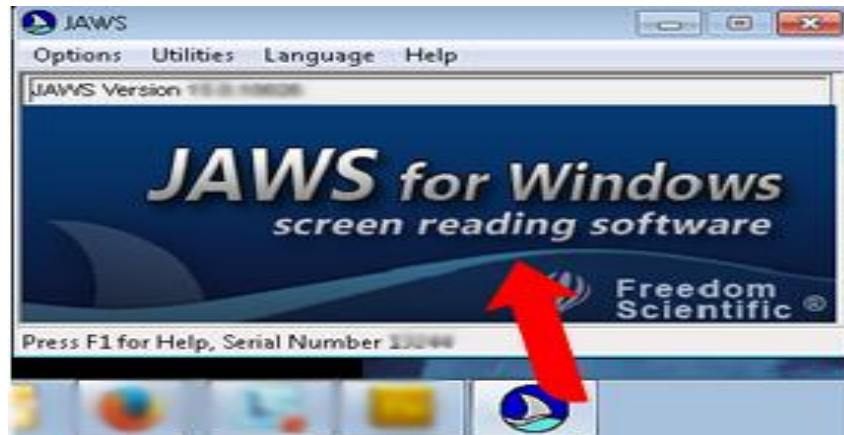 JAWS
Options Utilities Language Help
JAWS Version
JAWS for Windows
screen reading software
Freedom
Scientific ®
Press F1 for Help, Serial Number